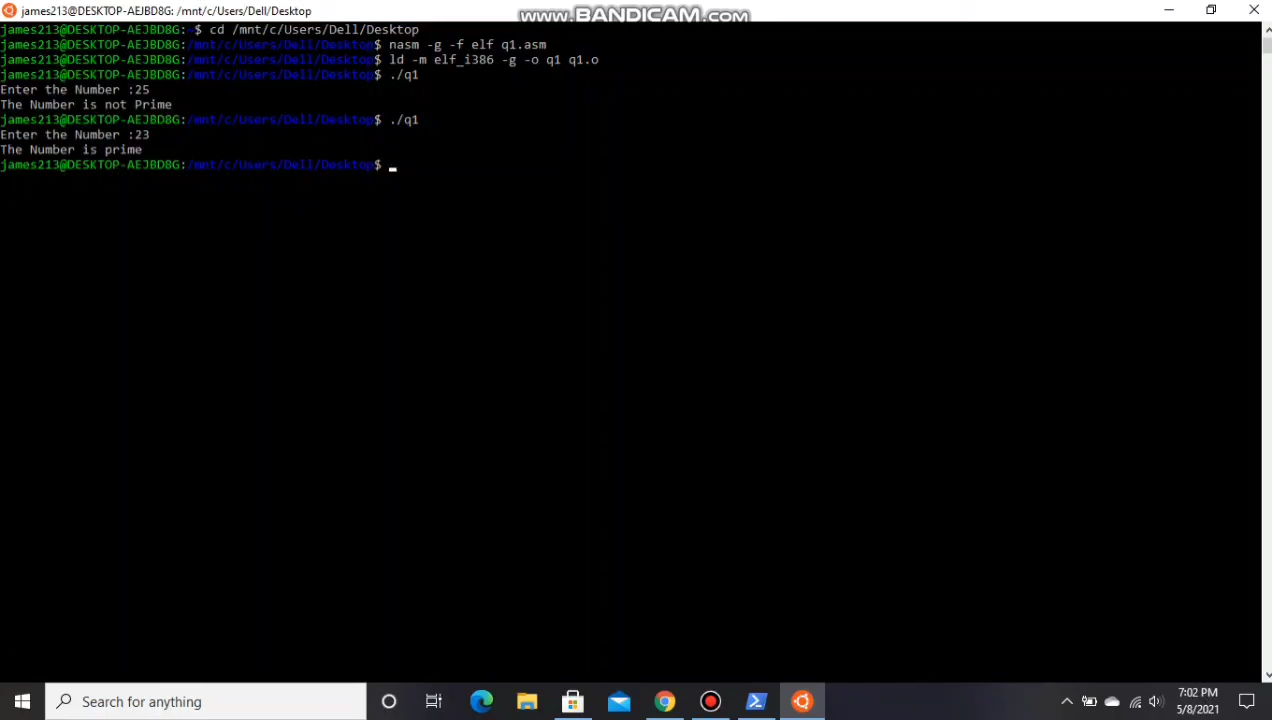 james213@DESKTOP-AEJBD8G: /mnt/c/Users/Dell/Desktop
www.BANDICAM.com
james213@DESKTOP-AEJBD8G:~$ cd /mnt/c/Users/Dell/Desktop
james213@DESKTOP-AEJBD8G:/mnt/c/Users/Dell/Desktop$ nasm -g -f elf q1.asm
james213@DESKTOP-AEJBD8G:/mnt/c/Users/Dell/Desktop$ ld -m elf_i386 -g -o q1 q1.o
james213@DESKTOP-AEJBD8G:/mnt/c/Users/Dell/Desktop$ ./q1
Enter the Number :25
The Number is not Prime
james213@DESKTOP-AEJBD8G:/mnt/c/Users/Dell/Desktop$ ./q1
Enter the Number :23
The Number is prime
james213@DESKTOP-AEJBD8G:/mnt/c/Users/Dell/Desktop$ _
Search for anything
7:02 PM
5/8/2021